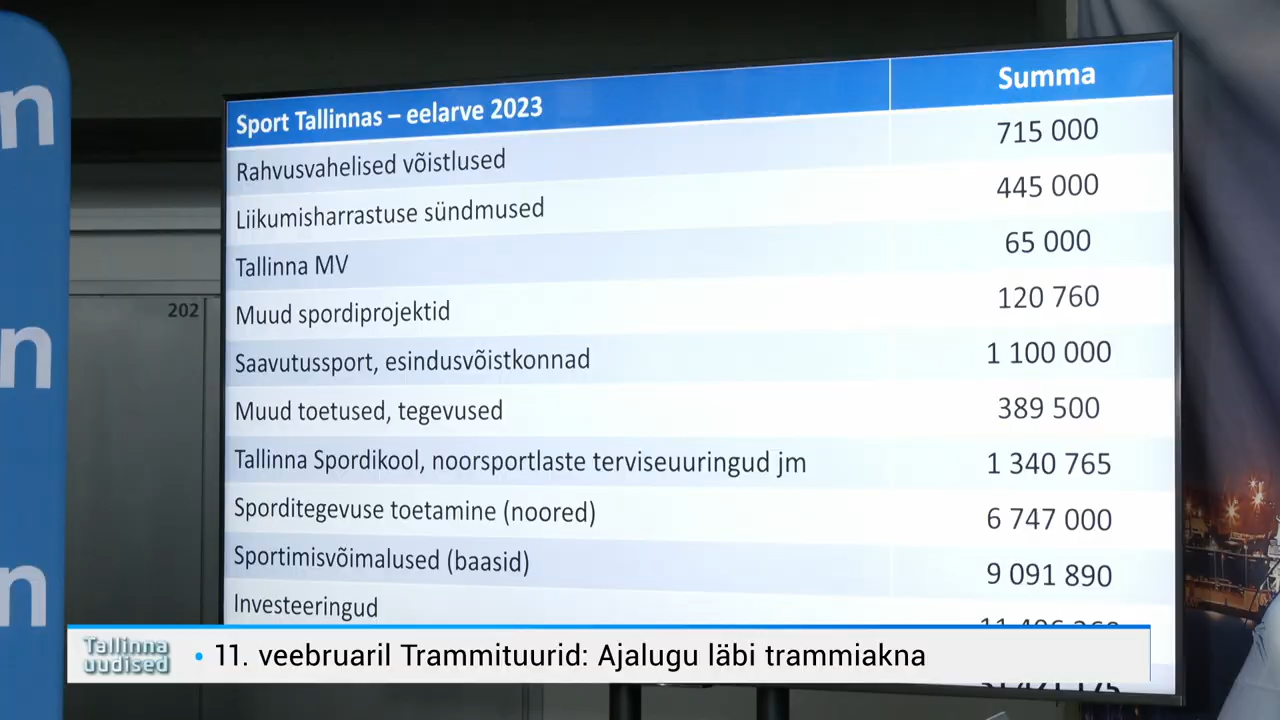 n
n
n
202
Sport Tallinnas – eelarve 2023 Summa
Rahvusvahelised võistlused 715 000
Liikumisharrastuse sündmused 445 000
Tallinna MV 65 000
Muud spordiprojektid 120 760
Saavutussport, esindusvõistkonnad 1 100 000
Muud toetused, tegevused 389 500
Tallinna Spordikool, noorsportlaste terviseuuringud jm 1 340 765
Sporditegevuse toetamine (noored) 6 747 000
Sportimisvõimalused (baasid) 9 091 890
Investeeringud
Tallinna uudised
• 11. veebruaril Trammituurid: Ajalugu läbi trammiakna